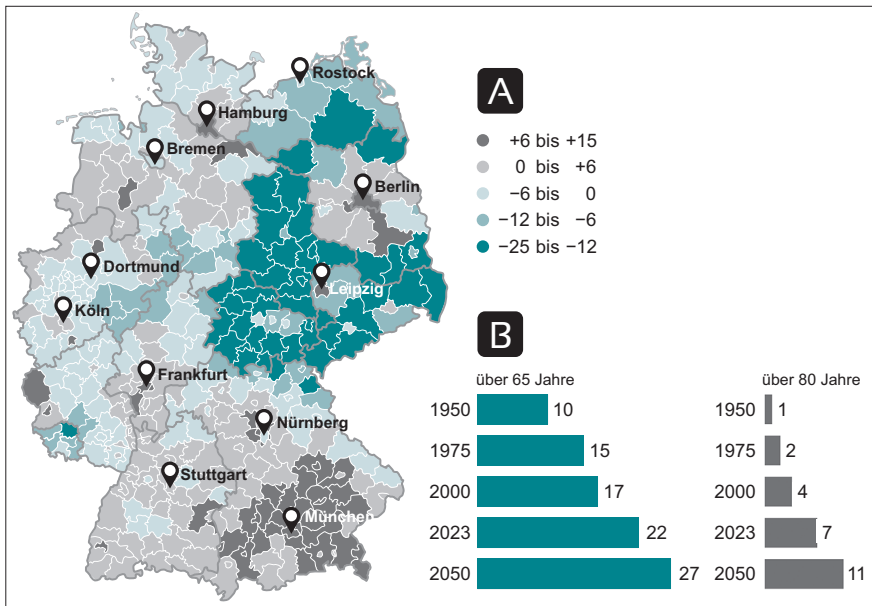 Rostock
Hamburg
Bremen
Berlin
Dortmund
Leipzig
Köln
Frankfurt
Nürnberg
Stuttgart
München
A
+6 bis +15
0 bis +6
−6 bis 0
−12 bis −6
−25 bis −12
B
über 65 Jahre
1950 10
1975 15
2000 17
2023 22
2050 27
über 80 Jahre
1950 1
1975 2
2000 4
2023 7
2050 11